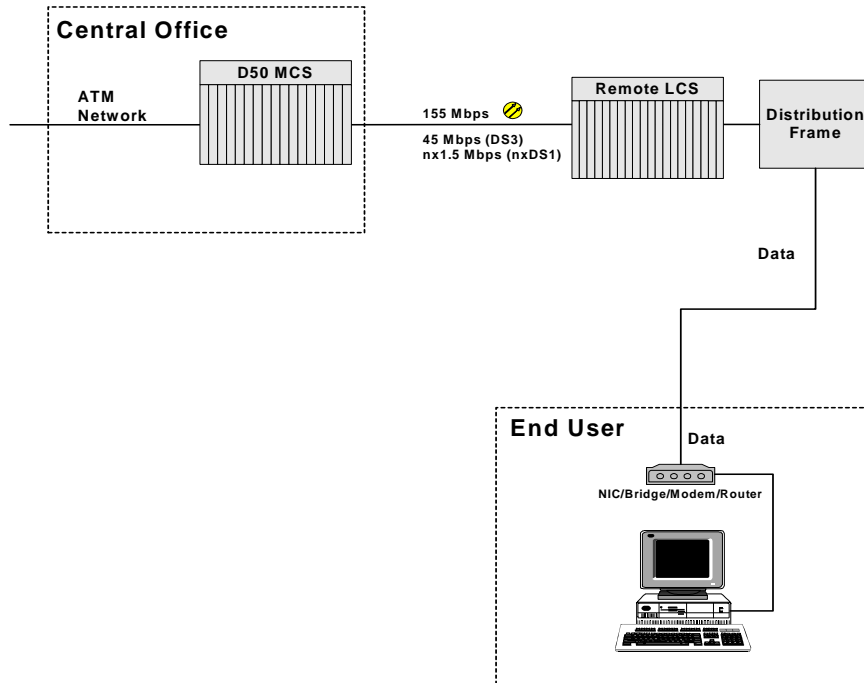 Central Office
D50 MCS
ATM
Network
155 Mbps
45 Mbps (DS3)
nx1.5 Mbps (nxDS1)
Remote LCS
Distribution
Frame
Data
End User
Data
NIC/Bridge/Modem/Router